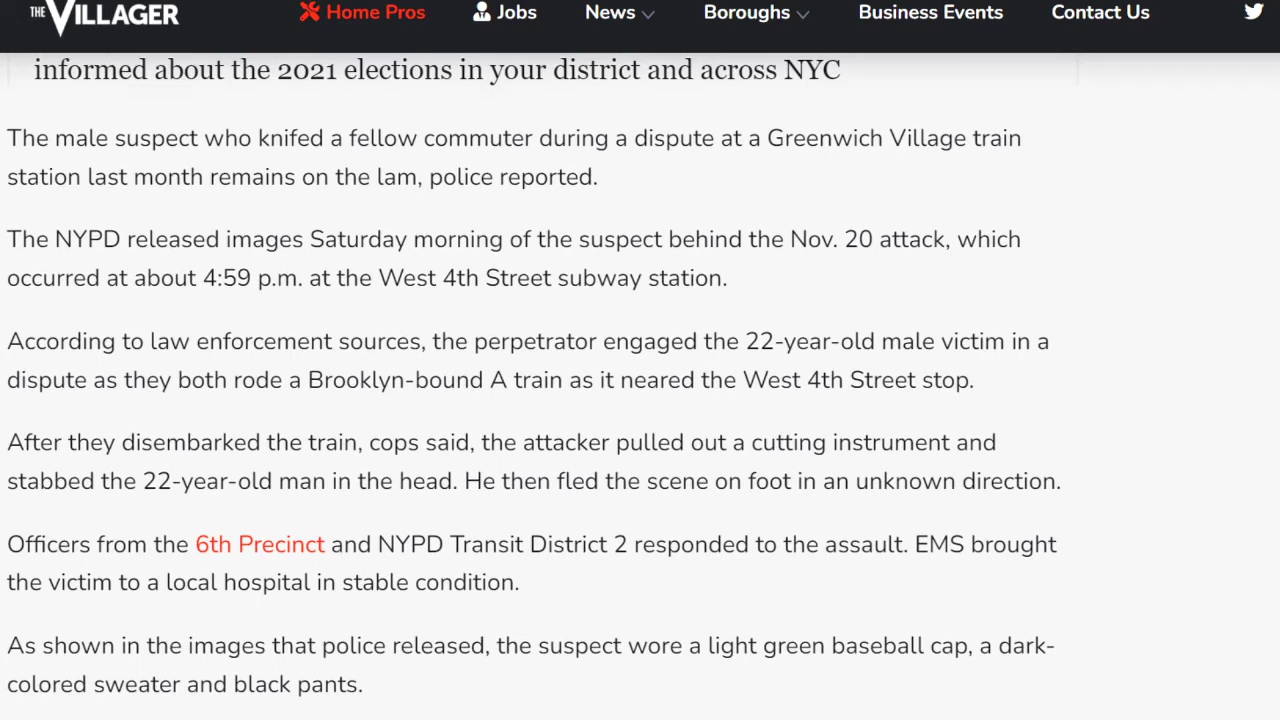 THE VILLAGER
Home Pros Jobs News Boroughs Business Events Contact Us
informed about the 2021 elections in your district and across NYC
The male suspect who knifed a fellow commuter during a dispute at a Greenwich Village train
station last month remains on the lam, police reported.
The NYPD released images Saturday morning of the suspect behind the Nov. 20 attack, which
occurred at about 4:59 p.m. at the West 4th Street subway station.
According to law enforcement sources, the perpetrator engaged the 22-year-old male victim in a
dispute as they both rode a Brooklyn-bound A train as it neared the West 4th Street stop.
After they disembarked the train, cops said, the attacker pulled out a cutting instrument and
stabbed the 22-year-old man in the head. He then fled the scene on foot in an unknown direction.
Officers from the 6th Precinct and NYPD Transit District 2 responded to the assault. EMS brought
the victim to a local hospital in stable condition.
As shown in the images that police released, the suspect wore a light green baseball cap, a dark-
colored sweater and black pants.